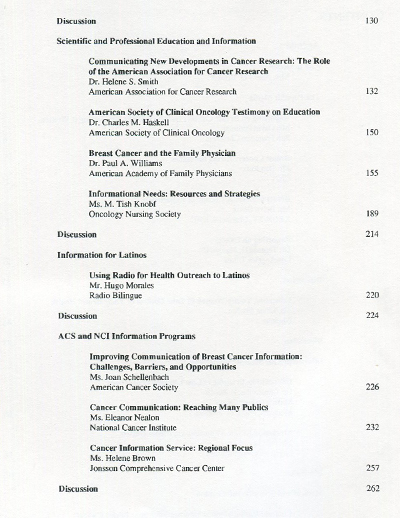 Discussion 130
Scientific and Professional Education and Information
Communicating New Developments in Cancer Research: The Role
of the American Association for Cancer Research
Dr. Helene S. Smith
American Association for Cancer Research 132
American Society of Clinical Oncology Testimony on Education
Dr. Charles M. Haskell
American Society of Clinical Oncology 150
Breast Cancer and the Family Physician
Dr. Paul A. Williams
American Academy of Family Physicians 155
Informational Needs: Resources and Strategies
Ms. M. Tish Knobf
Oncology Nursing Society 189
Discussion 214
Information for Latinos
Using Radio for Health Outreach to Latinos
Mr. Hugo Morales
Radio Bilingue 220
Discussion 224
ACS and NCI Information Programs
Improving Communication of Breast Cancer Information:
Challenges, Barriers, and Opportunities
Ms. Joan Schellenbach
American Cancer Society 226
Cancer Communication: Reaching Many Publics
Ms. Eleanor Nealon
National Cancer Institute 232
Cancer Information Service: Regional Focus
Ms. Helene Brown
Jonsson Comprehensive Cancer Center 257
Discussion 262